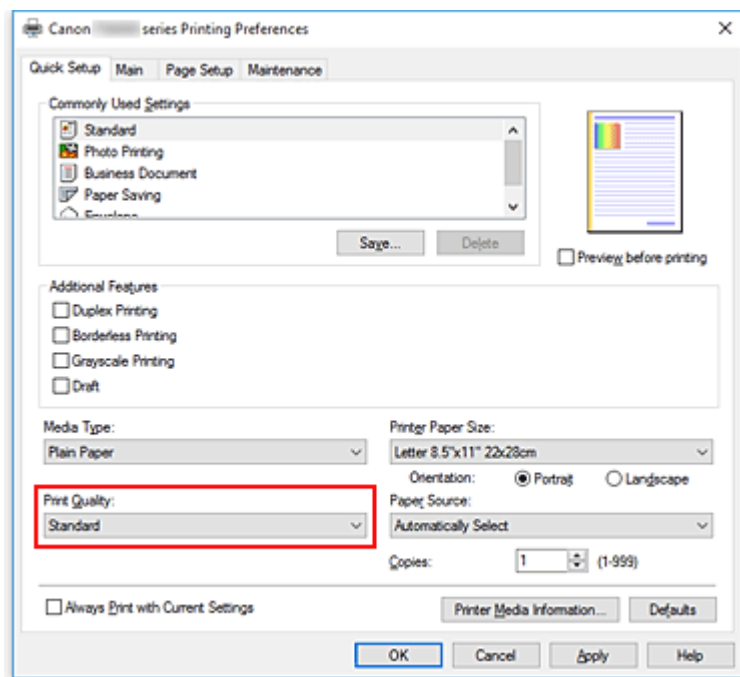 Canon series Printing Preferences
Quick Setup Main Page Setup Maintenance
Commonly Used Settings
Standard
Photo Printing
Business Document
Paper Saving
Envelope
Save... Delete
Preview before printing
Additional Features
Duplex Printing
Borderless Printing
Grayscale Printing
Draft
Media Type:
Plain Paper
Printer Paper Size:
Letter 8.5"x11" 22x28cm
Orientation: Portrait Landscape
Print Quality:
Standard
Paper Source:
Automatically Select
Copies: 1 (1-999)
Always Print with Current Settings
Printer Media Information... Defaults
OK Cancel Apply Help